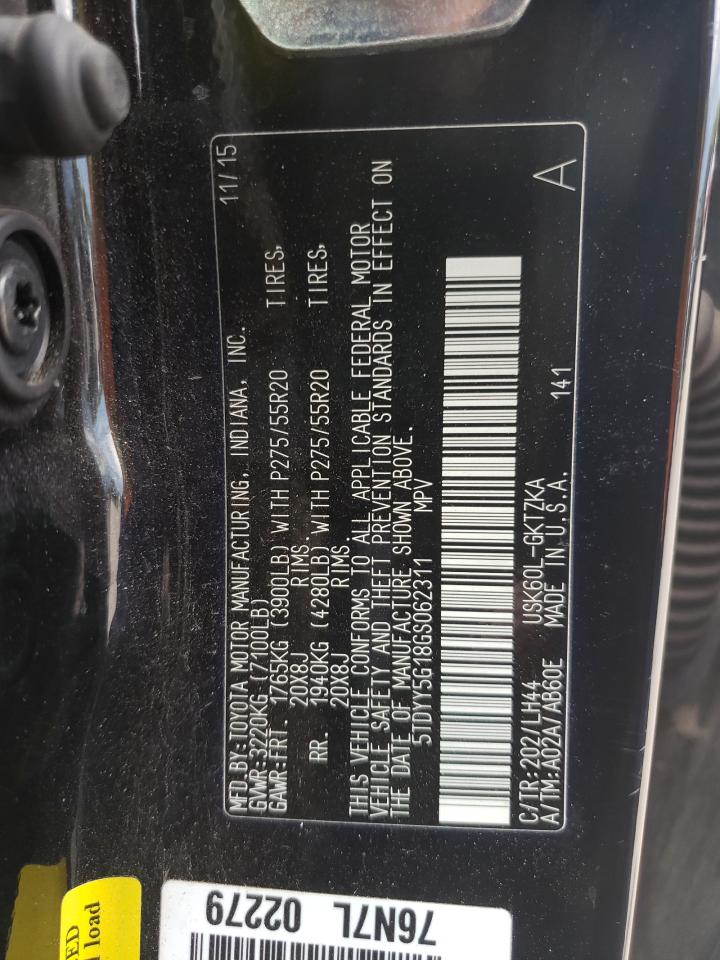 MFD.BY:TOYOTA MOTOR MANUFACTURING, INDIANA, INC. 11/15
GVWR:3220KG (7100LB)
GAWR:FRT. 1765KG (3900LB) WITH P275/55R20 TIRES,
20X8J RIMS.
RR. 1940KG (4280LB) WITH P275/55R20 TIRES,
20X8J RIMS.
THIS VEHICLE CONFORMS TO ALL APPLICABLE FEDERAL MOTOR
VEHICLE SAFETY AND THEFT PREVENTION STANDARDS IN EFFECT ON
THE DATE OF MANUFACTURE SHOWN ABOVE.
5TDYY5G18GS062311 MPV
C/TR:202/LH44 USK60L-GKTZKA 141 A
A/TM:A02A/AB60E MADE IN U.S.A.
02279
76N7L
load